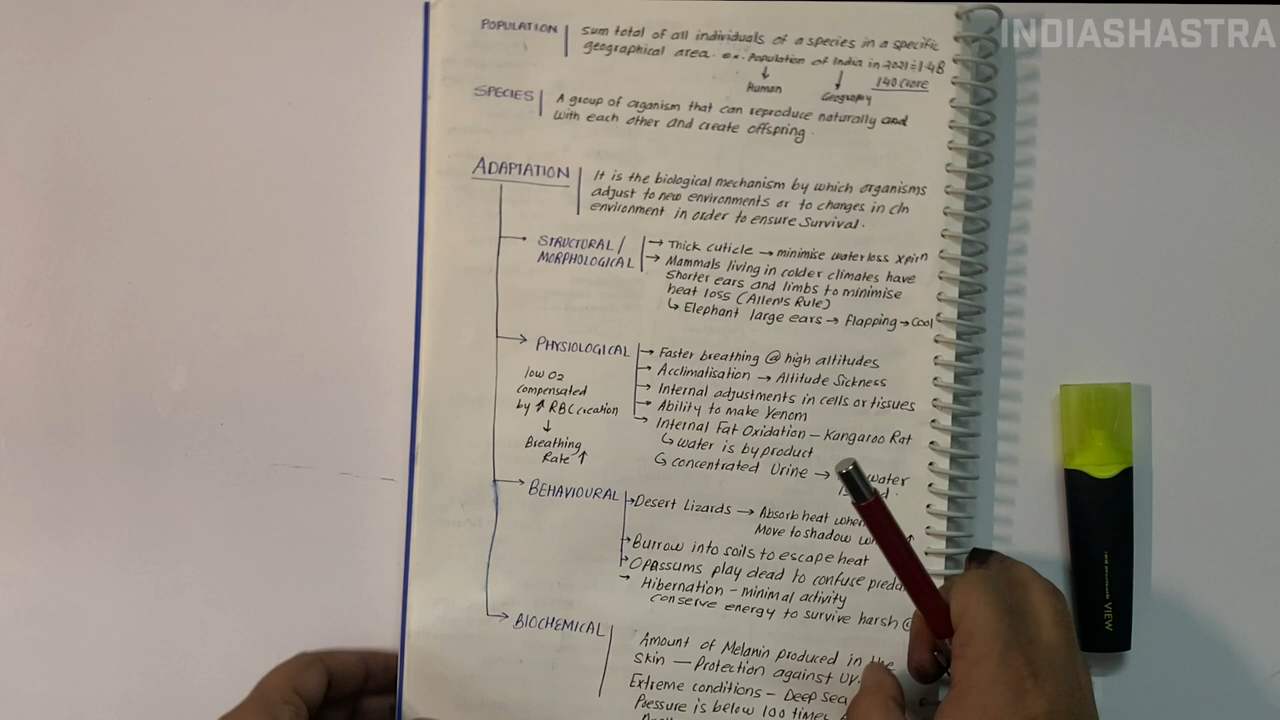 INDIASHASTRA
POPULATION
sum total of all individuals of a species in a specific
geographical area. ex. Population of India in 2021 = 1.4B
Human
Geography
140 crore
SPECIES
A group of organism that can reproduce naturally and
with each other and create offspring.
ADAPTATION
It is the biological mechanism by which organisms
adjust to new environments or to changes in c/n
environment in order to ensure Survival.
STRUCTORAL /
MORPHOLOGICAL
→ Thick cuticle → minimise water loss xpirn
→ Mammals living in colder climates have
shorter ears and limbs to minimise
heat loss (Allen's Rule)
↳ Elephant large ears → Flapping → Cool
PHYSIOLOGICAL
→ Faster breathing @ high altitudes
→ Acclimatisation → Altitude Sickness
→ Internal adjustments in cells or tissues
→ Ability to make Venom
→ Internal Fat Oxidation – Kangaroo Rat
↳ water is by product
↳ concentrated Urine → water
low O2
compensated
by ↑ RBC creation
↓
Breathing
Rate ↑
BEHAVIOURAL
→ Desert Lizards → Absorb heat when
Move to shadow ↑
→ Burrow into soils to escape heat
→ Opassums play dead to confuse
→ Hibernation – minimal activity
conserve energy to survive harsh
BIOCHEMICAL
Amount of Melanin produced in the
Skin — Protection against UV.
Extreme conditions – Deep sea
Pressure is below 100 times
VIEW